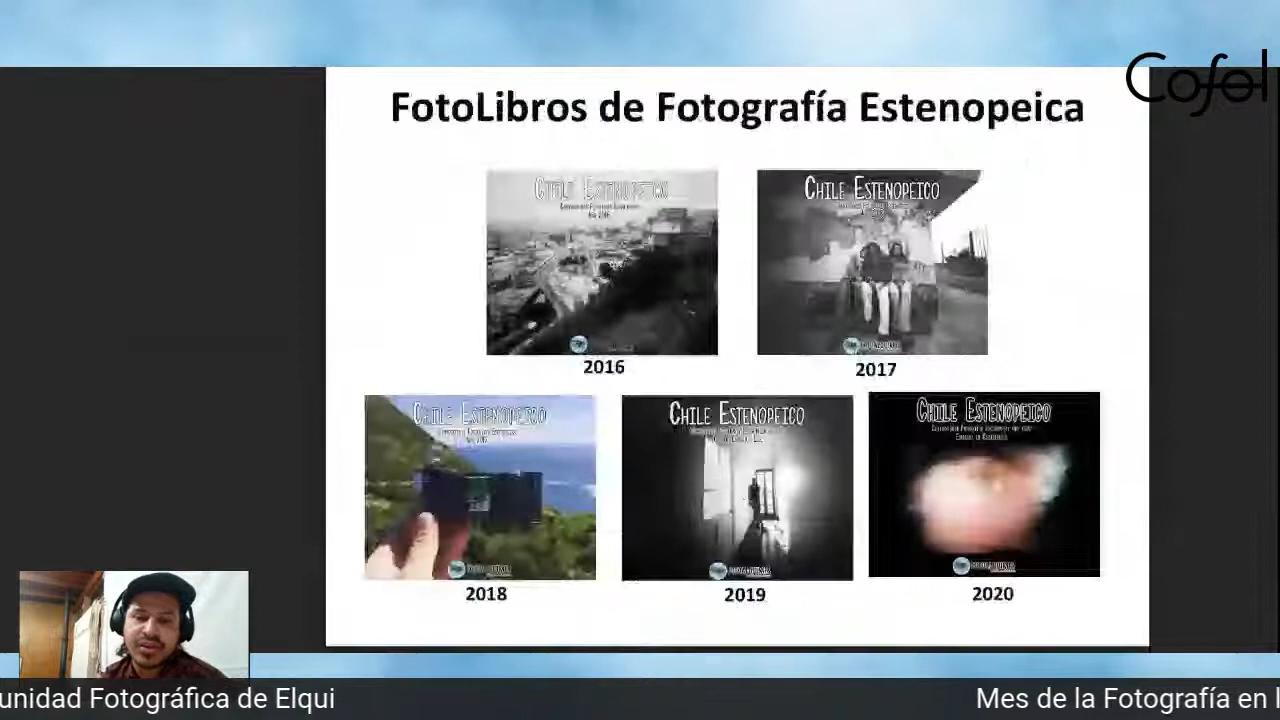 Cofol
FotoLibros de Fotografía Estenopeica
CHILE ESTENOPEICO
2016
CHILE ESTENOPEICO
2017
CHILE ESTENOPEICO
2018
CHILE ESTENOPEICO
2019
CHILE ESTENOPEICO
2020
unidad Fotográfica de Elqui
Mes de la Fotografía en l